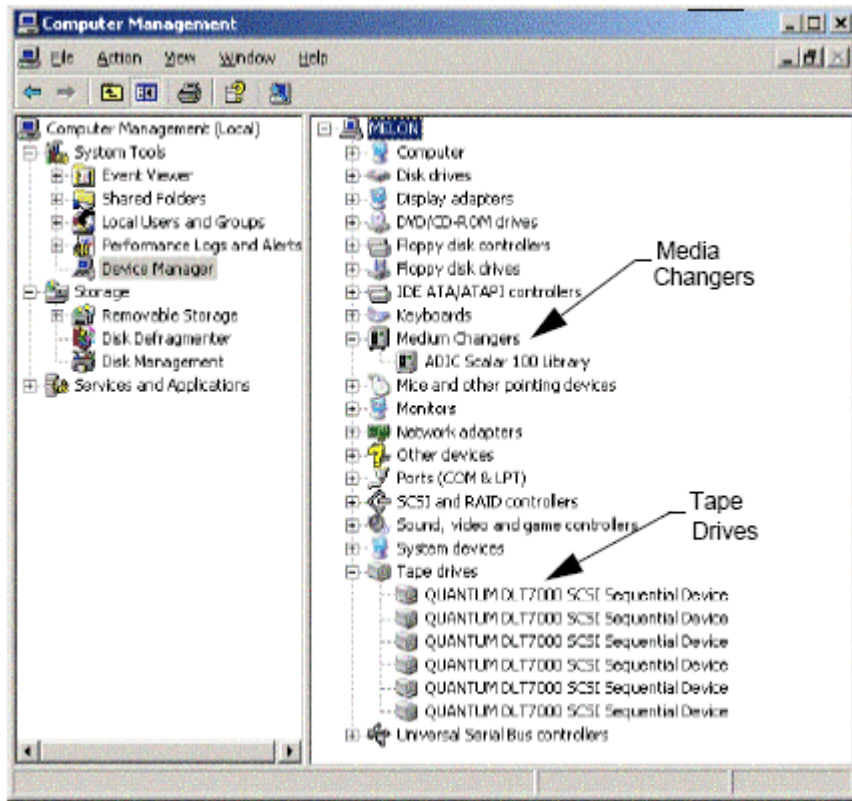 Computer Management
File Action View Window Help
Computer Management (Local)
System Tools
Event Viewer
Shared Folders
Local Users and Groups
Performance Logs and Alerts
Device Manager
Storage
Removable Storage
Disk Defragmenter
Disk Management
Services and Applications
MELON
Computer
Disk drives
Display adapters
DVD/CD-ROM drives
Floppy disk controllers
Floppy disk drives
IDE ATA/ATAPI controllers
Keyboards
Medium Changers
ADIC Scalar 100 Library
Mice and other pointing devices
Monitors
Network adapters
Other devices
Ports (COM & LPT)
SCSI and RAID controllers
Sound, video and game controllers
System devices
Tape drives
QUANTUM DLT7000 SCSI Sequential Device
QUANTUM DLT7000 SCSI Sequential Device
QUANTUM DLT7000 SCSI Sequential Device
QUANTUM DLT7000 SCSI Sequential Device
QUANTUM DLT7000 SCSI Sequential Device
QUANTUM DLT7000 SCSI Sequential Device
Universal Serial Bus controllers
Media
Changers
Tape
Drives